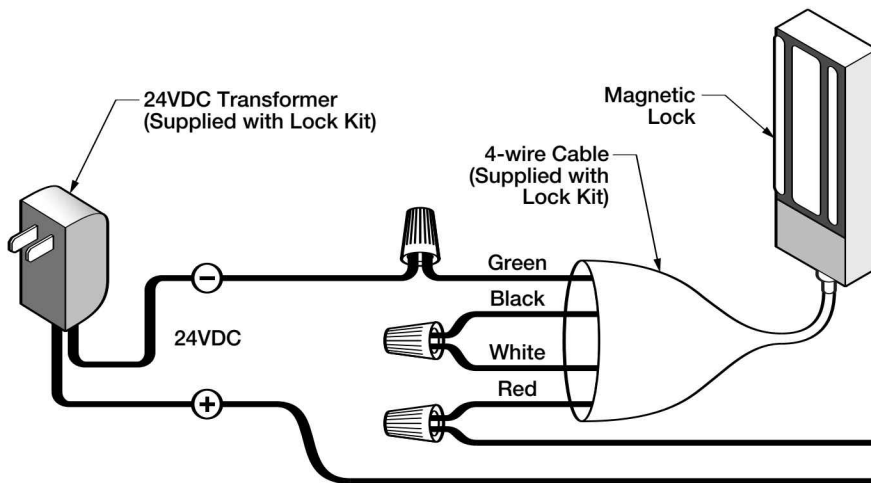 24VDC Transformer
(Supplied with Lock Kit)
Magnetic
Lock
4-wire Cable
(Supplied with
Lock Kit)
−
Green
Black
24VDC
White
Red
+